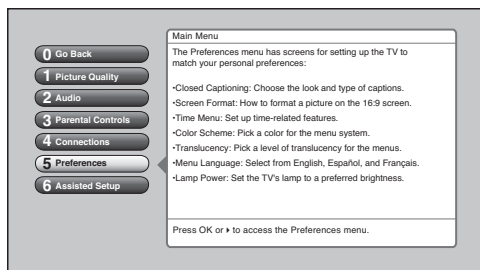 0 Go Back
1 Picture Quality
2 Audio
3 Parental Controls
4 Connections
5 Preferences
6 Assisted Setup
Main Menu
The Preferences menu has screens for setting up the TV to
match your personal preferences:
•Closed Captioning: Choose the look and type of captions.
•Screen Format: How to format a picture on the 16:9 screen.
•Time Menu: Set up time-related features.
•Color Scheme: Pick a color for the menu system.
•Translucency: Pick a level of translucency for the menus.
•Menu Language: Select from English, Español, and Français.
•Lamp Power: Set the TV's lamp to a preferred brightness.
Press OK or ▸ to access the Preferences menu.